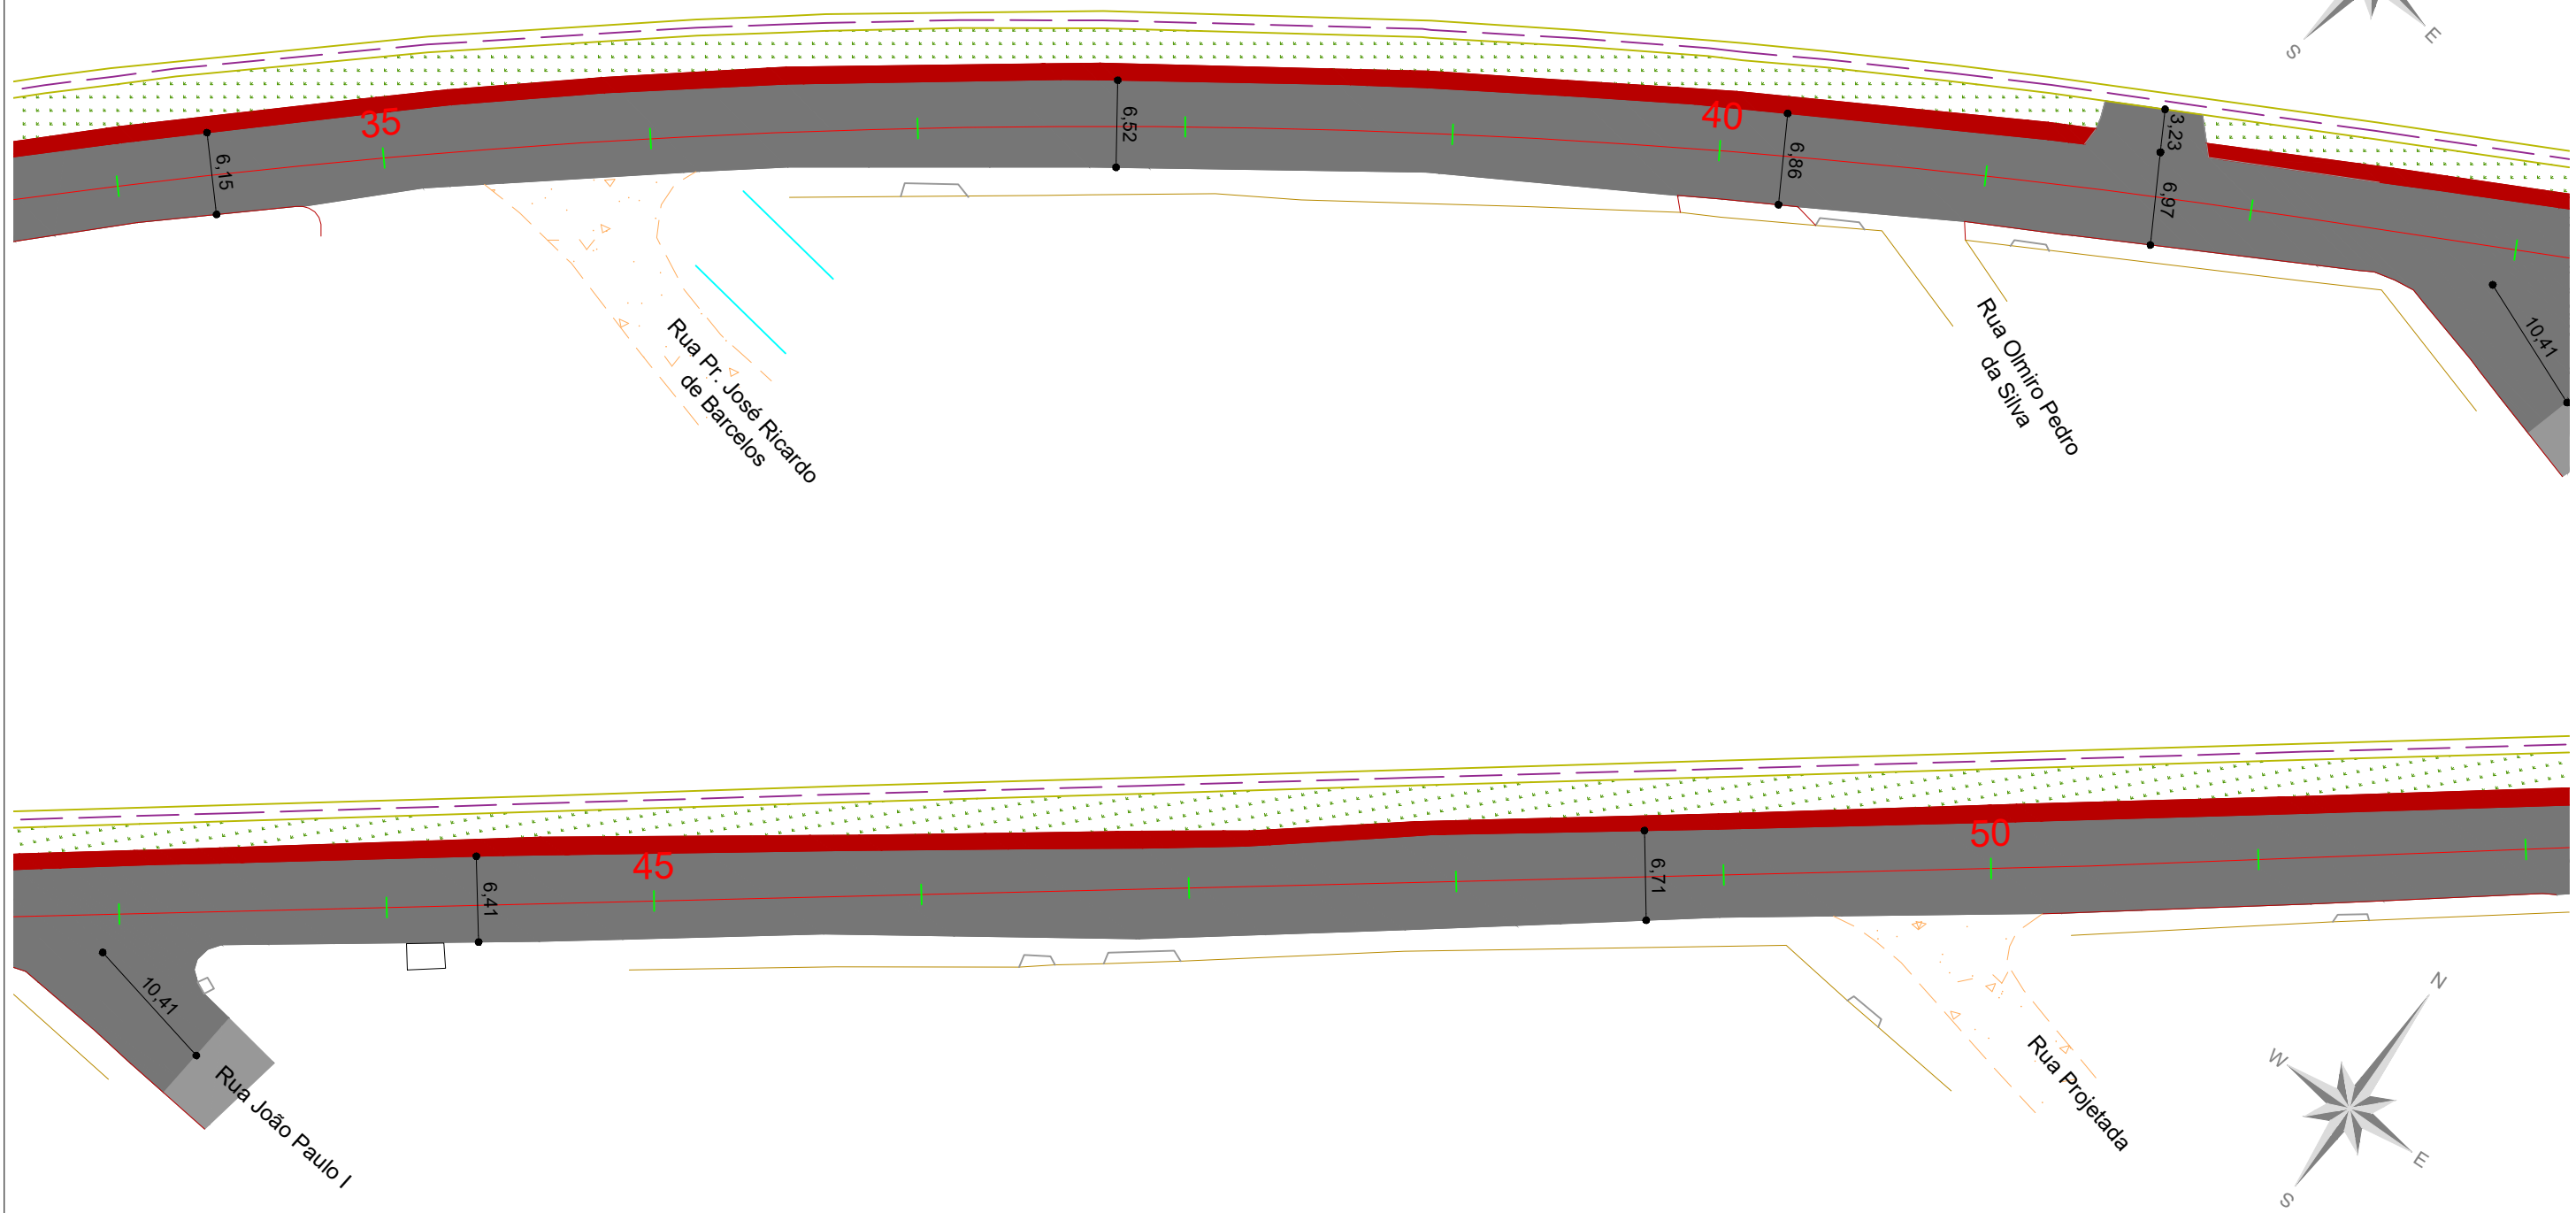 S
E
35
40
6,15
6,52
6,86
3,23
6,97
10,41
Rua Pr. José Ricardo
de Barcelos
Rua Olmiro Pedro
da Silva
45
50
6,41
6,71
10,41
Rua João Paulo I
Rua Projetada
N
W
E
S